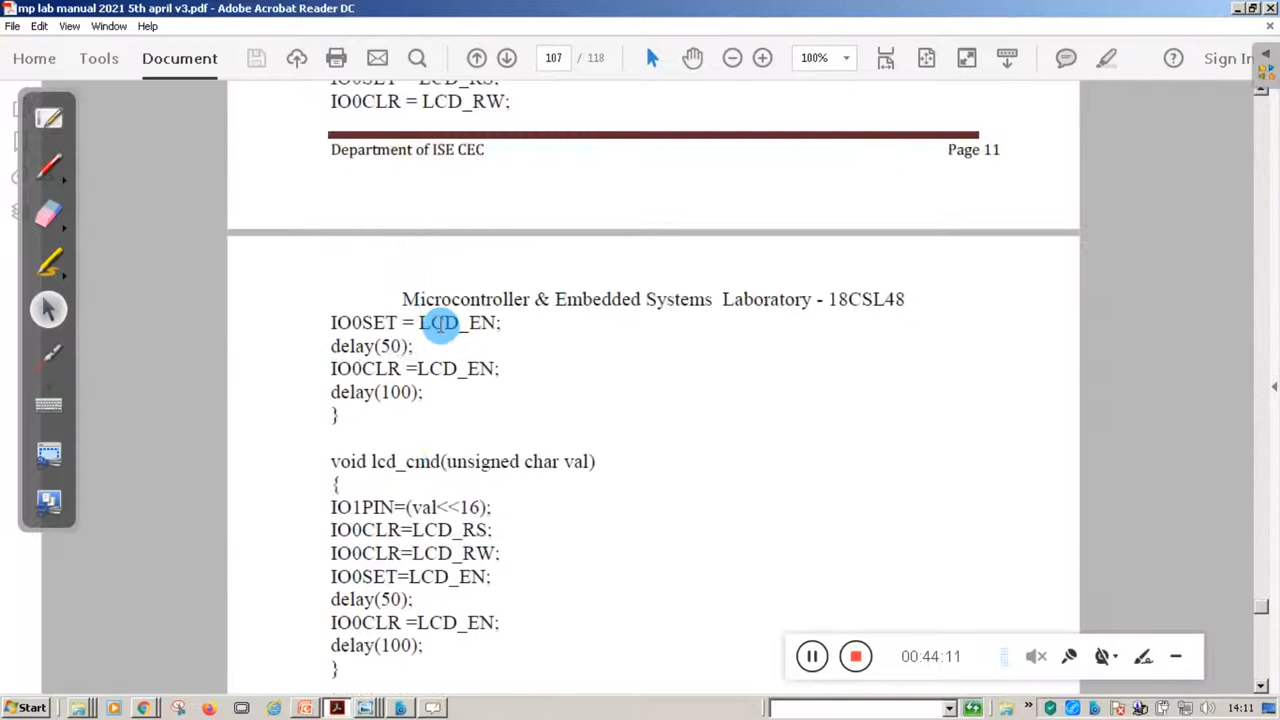 mp lab manual 2021 5th april v3.pdf - Adobe Acrobat Reader DC
File Edit View Window Help
Home Tools Document 107 / 118 100% Sign In
IO0SET = LCD_RS;
IO0CLR = LCD_RW;
Department of ISE CEC Page 11
Microcontroller & Embedded Systems Laboratory - 18CSL48
IO0SET = LCD_EN;
delay(50);
IO0CLR =LCD_EN;
delay(100);
}
void lcd_cmd(unsigned char val)
{
IO1PIN=(val<<16);
IO0CLR=LCD_RS;
IO0CLR=LCD_RW;
IO0SET=LCD_EN;
delay(50);
IO0CLR =LCD_EN;
delay(100);
}
00:44:11
Start 14:11